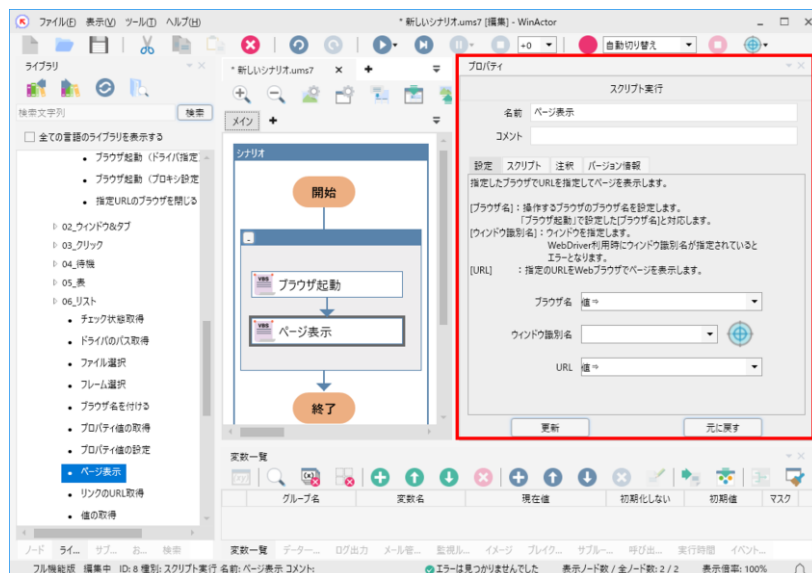 ファイル(F) 表示(V) ツール(T) ヘルプ(H)
* 新しいシナリオ.ums7 [編集] - WinActor
+0
自動切り替え
ライブラリ
検索文字列
検索
全ての言語のライブラリを表示する
ブラウザ起動（ドライバ指定
ブラウザ起動（プロキシ設定
指定URLのブラウザを閉じる
02_ウィンドウ&タブ
03_クリック
04_待機
05_表
06_リスト
チェック状態取得
ドライバのパス取得
ファイル選択
フレーム選択
ブラウザ名を付ける
プロパティ値の取得
プロパティ値の設定
ページ表示
リンクのURL取得
値の取得
ノード ライ... サブ... お... 検索
* 新しいシナリオ.ums7
メイン
シナリオ
開始
VBS
ブラウザ起動
VBS
ページ表示
終了
プロパティ
スクリプト実行
名前 ページ表示
コメント
設定 スクリプト 注釈 バージョン情報
指定したブラウザでURLを指定してページを表示します。
[ブラウザ名]：操作するブラウザのブラウザ名を設定します。
「ブラウザ起動」で設定した[ブラウザ名]と対応します。
[ウィンドウ識別名]：ウィンドウを指定します。
WebDriver利用時にウィンドウ識別名が指定されていると
エラーとなります。
[URL] ：指定のURLをWebブラウザでページを表示します。
ブラウザ名 値⇒
ウィンドウ識別名
URL 値⇒
更新 元に戻す
変数一覧
グループ名 変数名 現在値 初期化しない 初期値 マスク
変数一覧 データ一... ログ出力 メール管... 監視ル... イメージ ブレイク... サブルー... 呼び出... 実行時間 イベント...
フル機能版 編集中 ID: 8 種別: スクリプト実行 名前: ページ表示 コメント:
エラーは見つかりませんでした
表示ノード数 / 全ノード数: 2 / 2
表示倍率: 100%